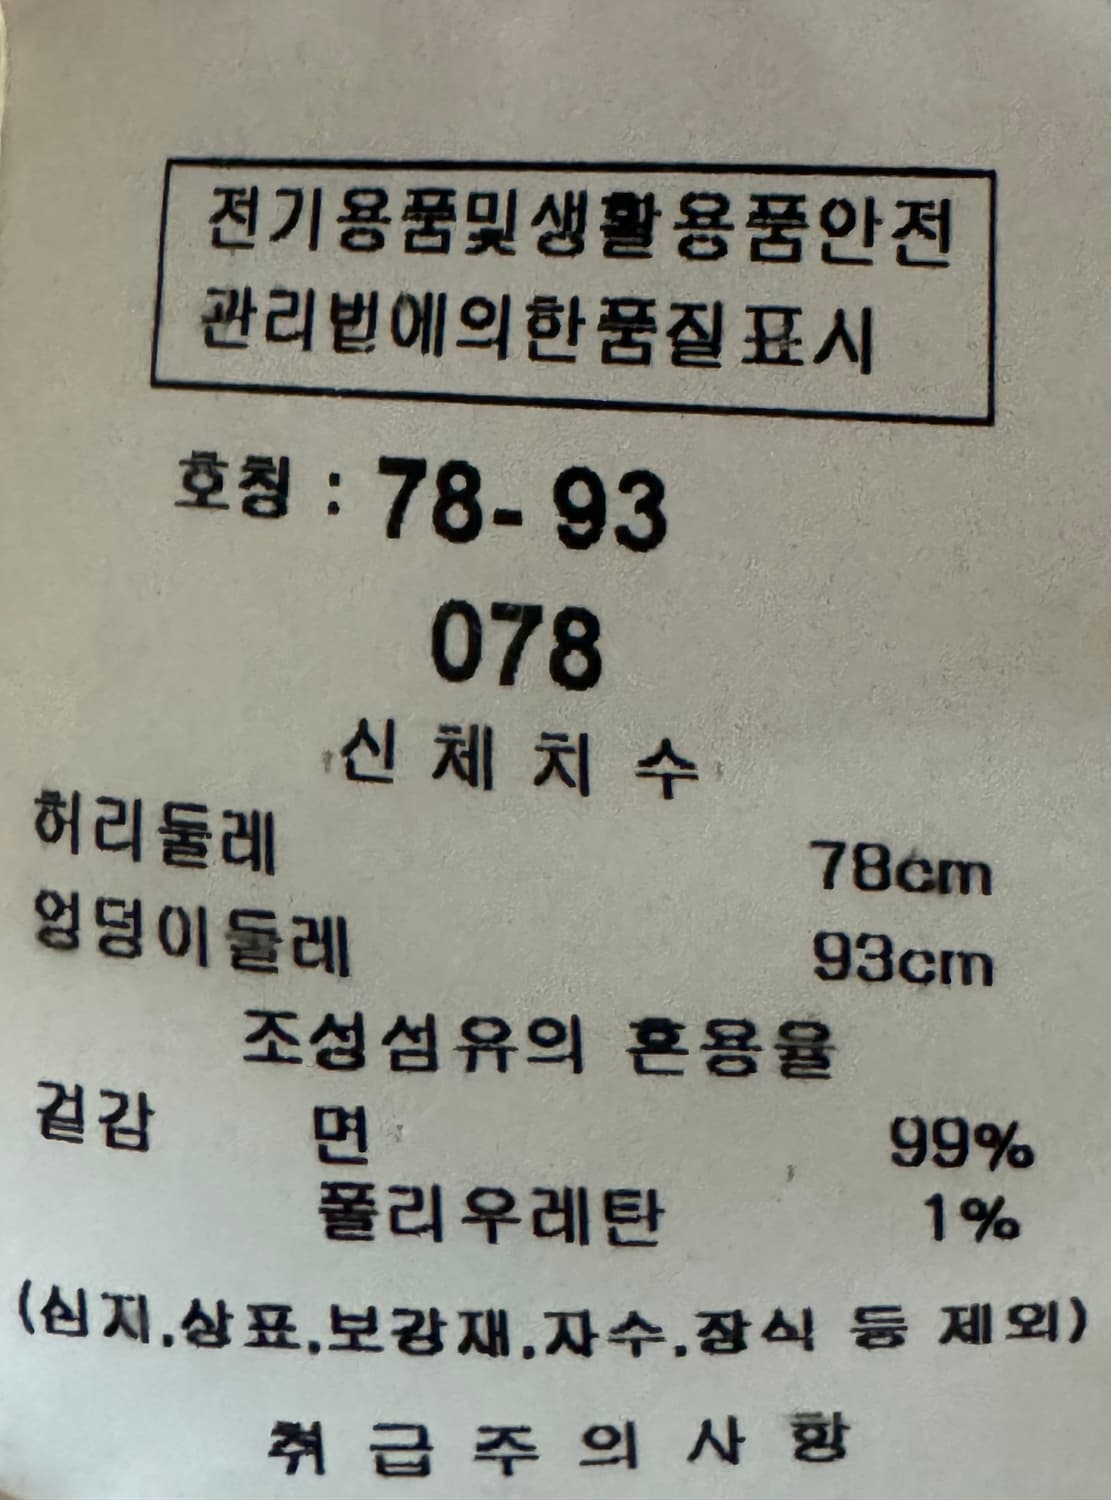 전기용품및생활용품안전
관리법에의한품질표시
호칭 : 78- 93
078
신 체 치 수
허리둘레 78cm
엉덩이둘레 93cm
조성섬유의 혼용율
겉감 면 99%
폴리우레탄 1%
(심지.상표.보강재.자수.장식 등 제외)
취 급 주 의 사 항